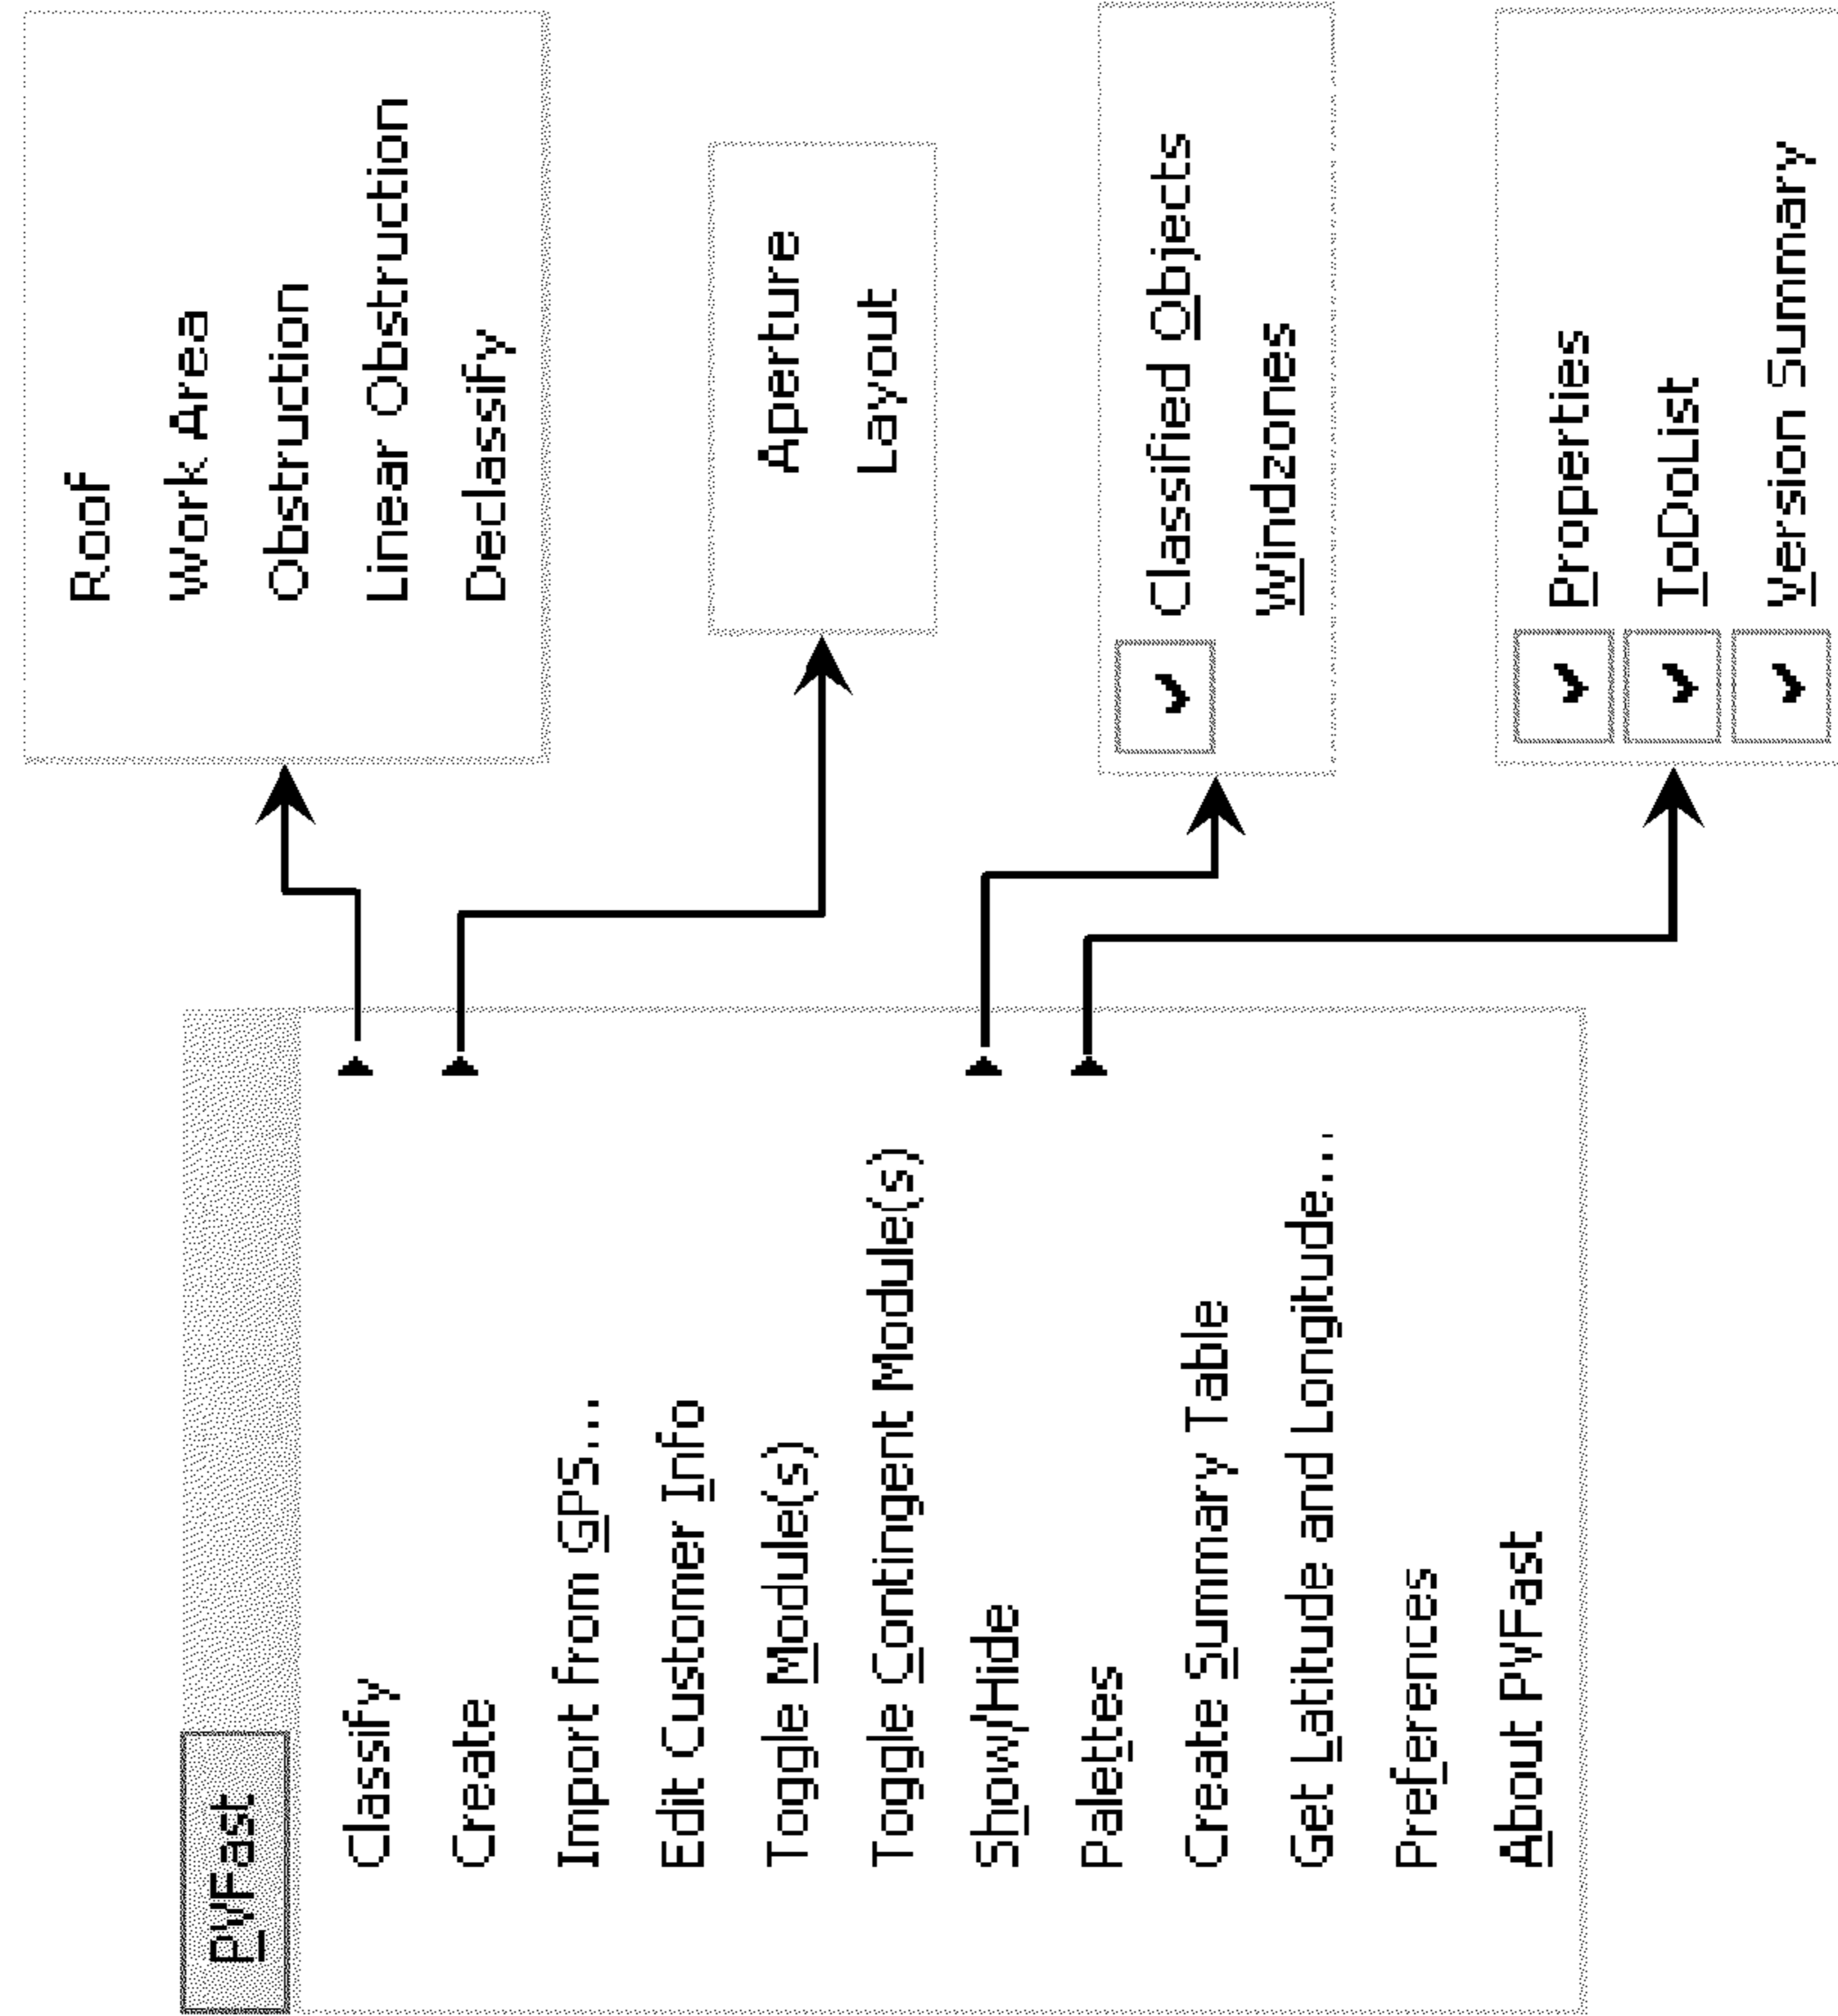 PVFast
Classify
Create
Import from GPS...
Edit Customer Info
Toggle Module(s)
Toggle Contingent Module(s)
Show/Hide
Palettes
Create Summary Table
Get Latitude and Longitude...
Preferences
About PVFast
Roof
Work Area
Obstruction
Linear Obstruction
Declassify
Aperture
Layout
Classified Objects
Windzones
Properties
ToDoList
Version Summary